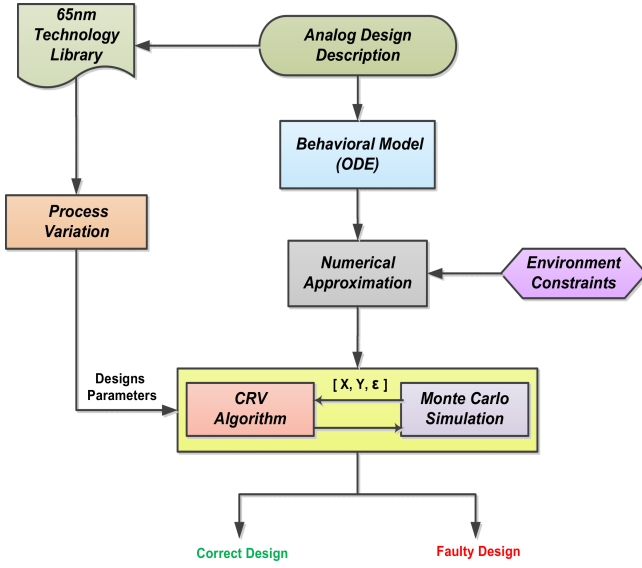 65nm
Technology
Library
Analog Design
Description
Behavioral Model
(ODE)
Process
Variation
Numerical
Approximation
Environment
Constraints
Designs
Parameters
[ X, Y, ε ]
CRV
Algorithm
Monte Carlo
Simulation
Correct Design
Faulty Design